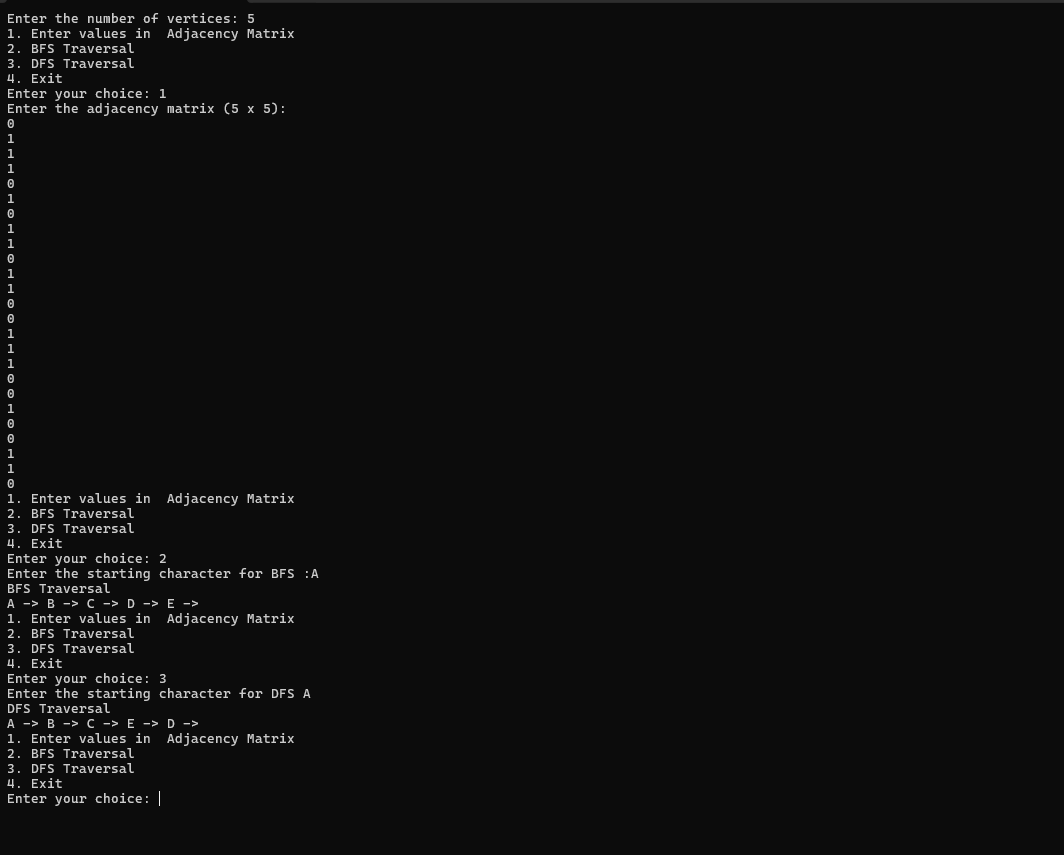 Enter the number of vertices: 5
1. Enter values in  Adjacency Matrix
2. BFS Traversal
3. DFS Traversal
4. Exit
Enter your choice: 1
Enter the adjacency matrix (5 x 5):
0
1
1
1
0
1
0
1
1
0
1
1
0
0
1
1
1
0
0
1
0
0
1
1
0
1. Enter values in  Adjacency Matrix
2. BFS Traversal
3. DFS Traversal
4. Exit
Enter your choice: 2
Enter the starting character for BFS :A
BFS Traversal
A -> B -> C -> D -> E ->
1. Enter values in  Adjacency Matrix
2. BFS Traversal
3. DFS Traversal
4. Exit
Enter your choice: 3
Enter the starting character for DFS A
DFS Traversal
A -> B -> C -> E -> D ->
1. Enter values in  Adjacency Matrix
2. BFS Traversal
3. DFS Traversal
4. Exit
Enter your choice: